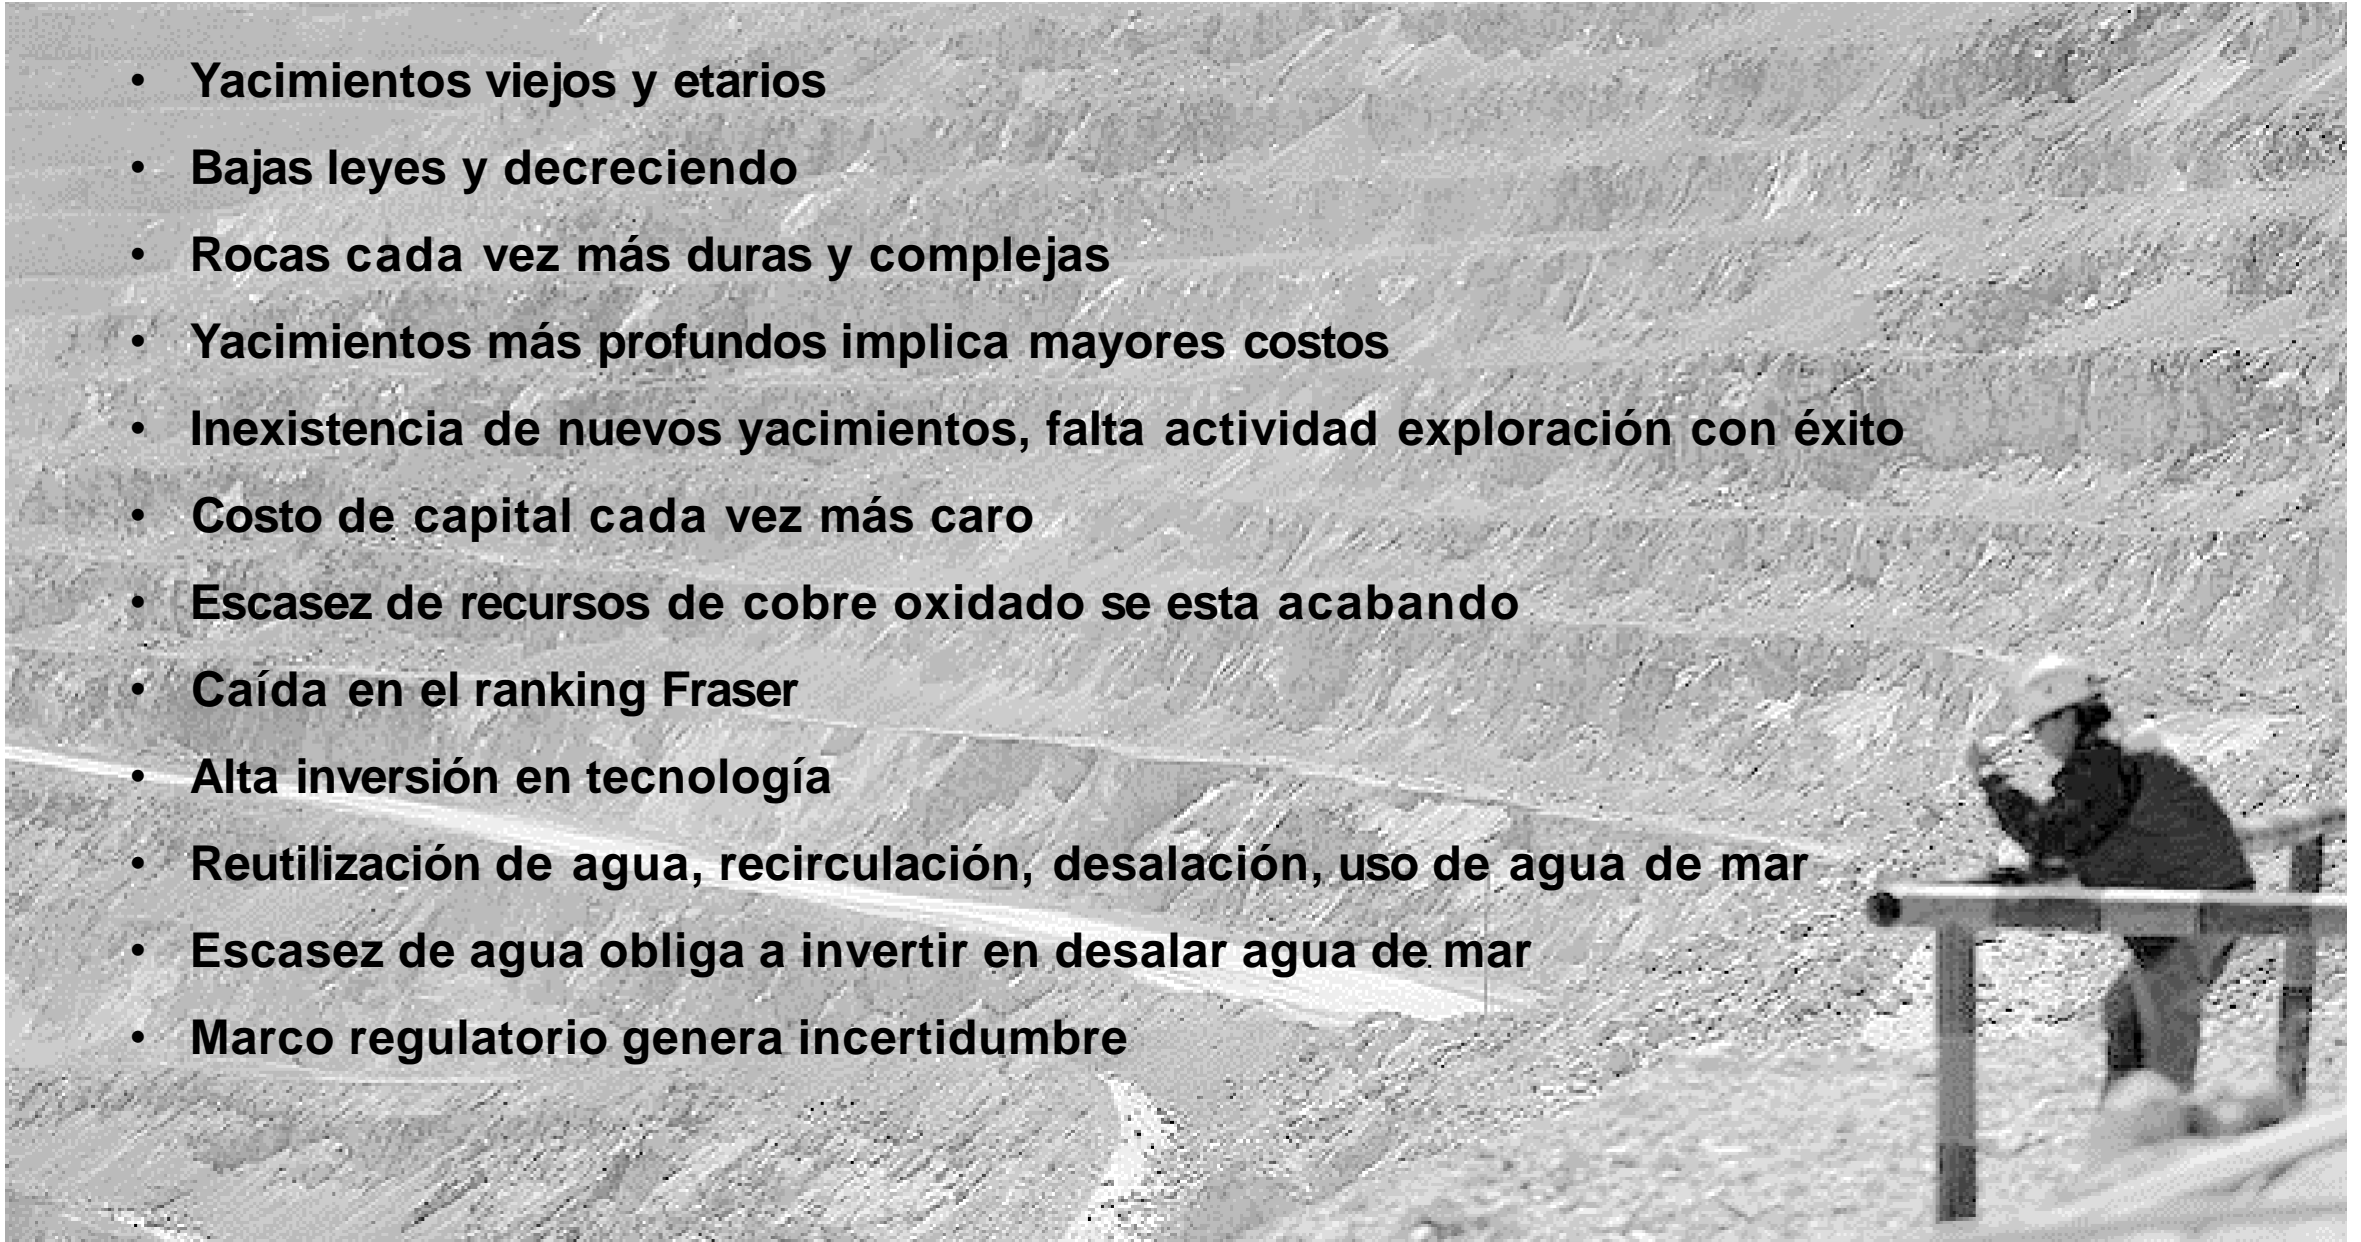 • Yacimientos viejos y etarios
• Bajas leyes y decreciendo
• Rocas cada vez más duras y complejas
• Yacimientos más profundos implica mayores costos
• Inexistencia de nuevos yacimientos, falta actividad exploración con éxito
• Costo de capital cada vez más caro
• Escasez de recursos de cobre oxidado se esta acabando
• Caída en el ranking Fraser
• Alta inversión en tecnología
• Reutilización de agua, recirculación, desalación, uso de agua de mar
• Escasez de agua obliga a invertir en desalar agua de mar
• Marco regulatorio genera incertidumbre